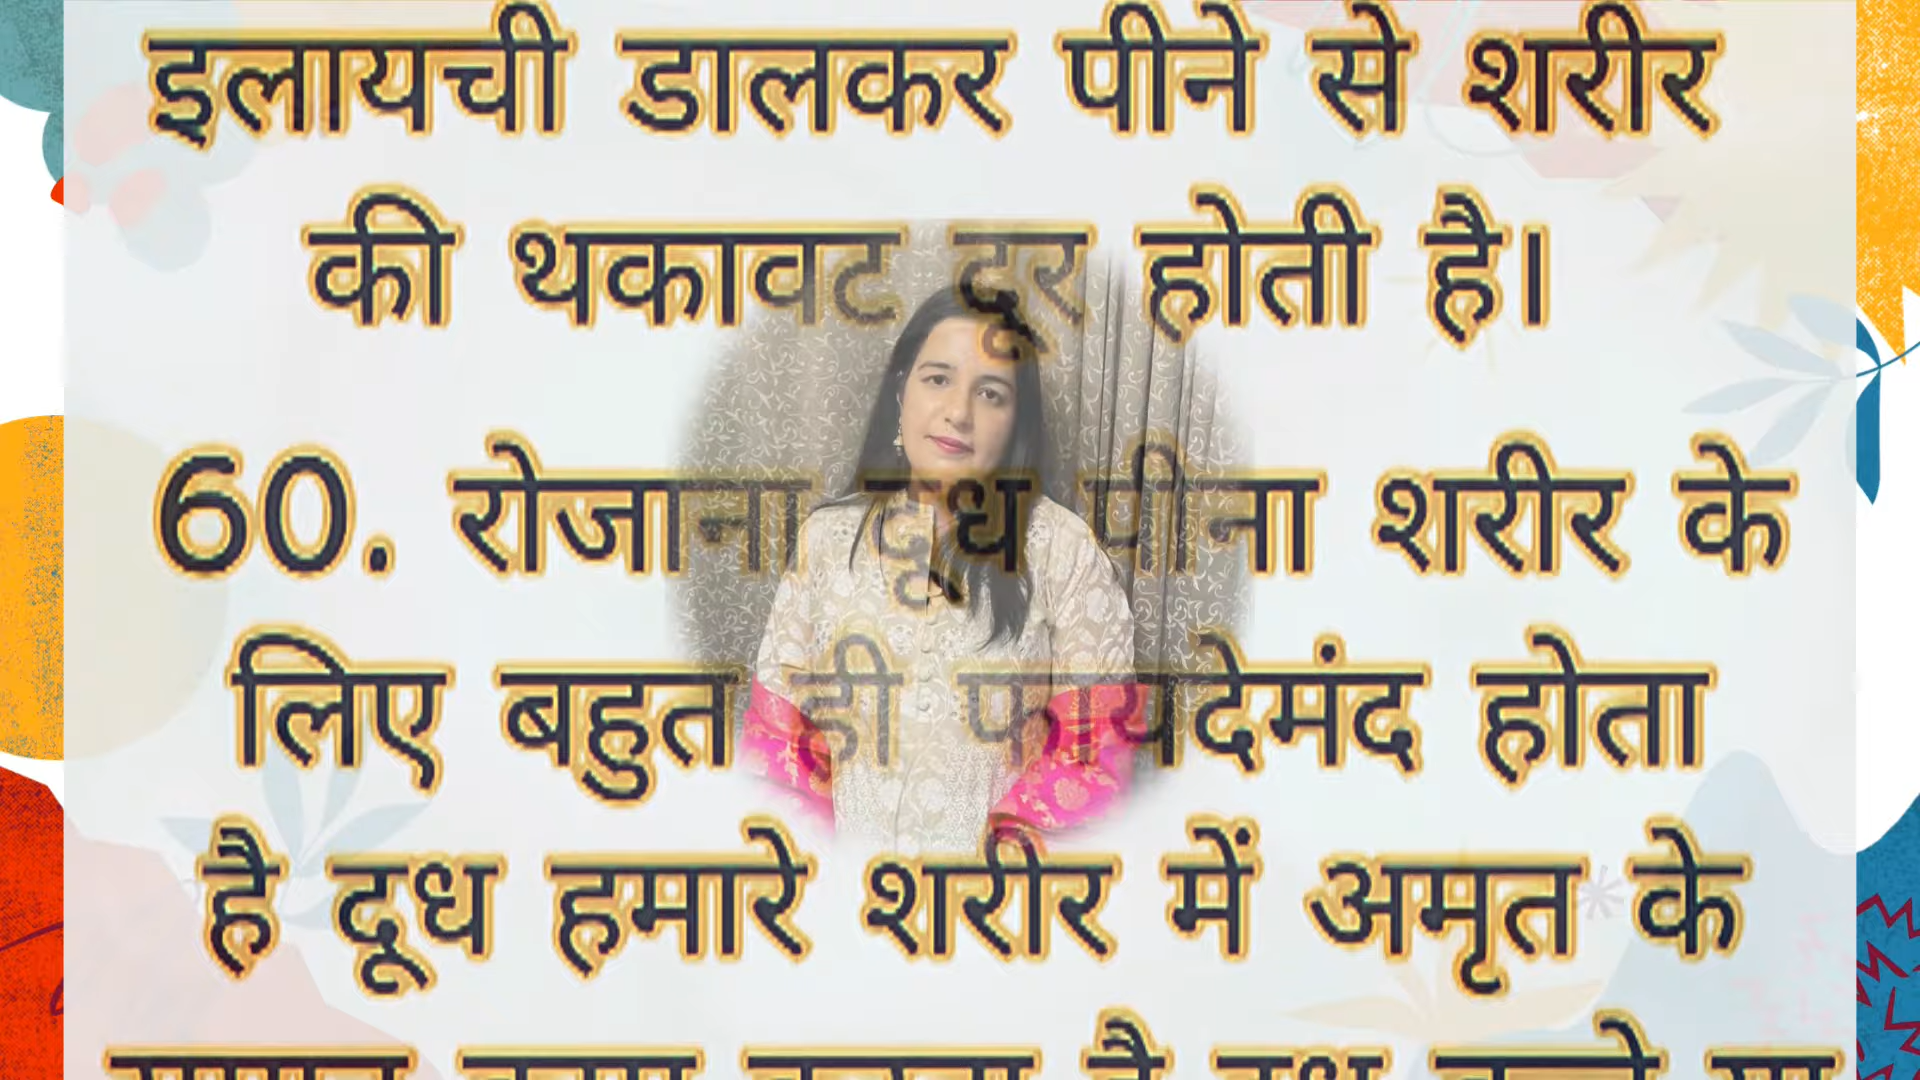 इलायची डालकर पीने से शरीर
की थकावट दूर होती है।
60. रोजाना दूध पीना शरीर के
लिए बहुत ही फायदेमंद होता
है दूध हमारे शरीर में अमृत के